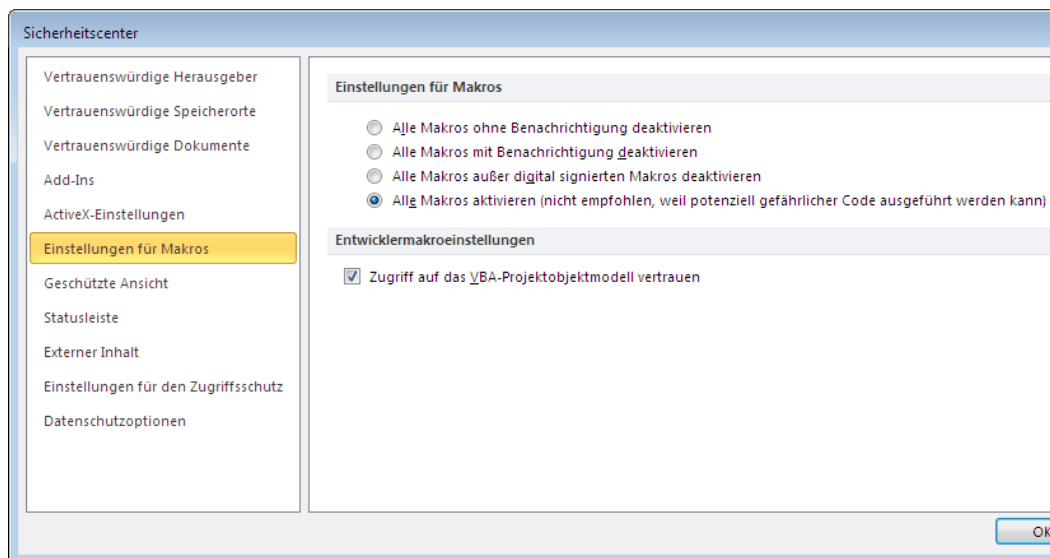 Sicherheitscenter
Vertrauenswürdige Herausgeber
Vertrauenswürdige Speicherorte
Vertrauenswürdige Dokumente
Add-Ins
ActiveX-Einstellungen
Einstellungen für Makros
Geschützte Ansicht
Statusleiste
Externer Inhalt
Einstellungen für den Zugriffsschutz
Datenschutzoptionen
Einstellungen für Makros
Alle Makros ohne Benachrichtigung deaktivieren
Alle Makros mit Benachrichtigung deaktivieren
Alle Makros außer digital signierten Makros deaktivieren
Alle Makros aktivieren (nicht empfohlen, weil potenziell gefährlicher Code ausgeführt werden kann)
Entwicklermakroeinstellungen
Zugriff auf das VBA-Projektobjektmodell vertrauen
OK